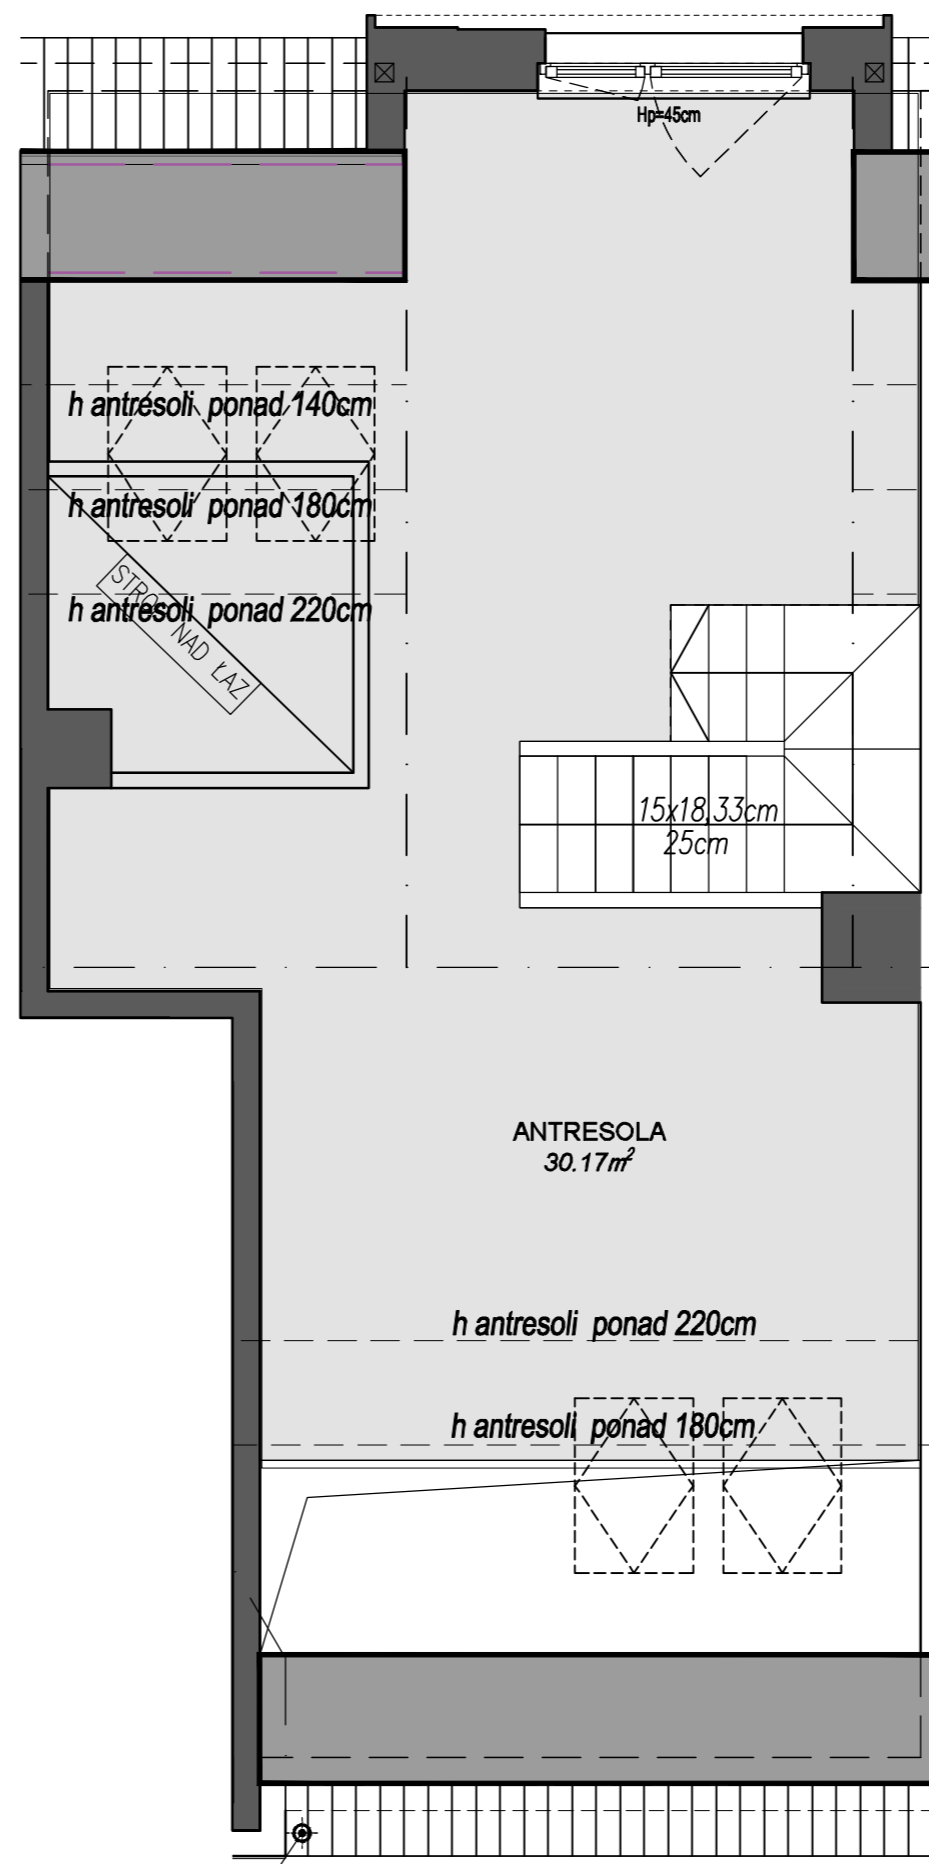 Hp=45cm
h antresoli ponad 140cm
h antresoli ponad 180cm
h antresoli ponad 220cm
STROP NAD ŁAZ
15x18,33cm
25cm
ANTRESOLA
30.17m²
h antresoli ponad 220cm
h antresoli ponad 180cm